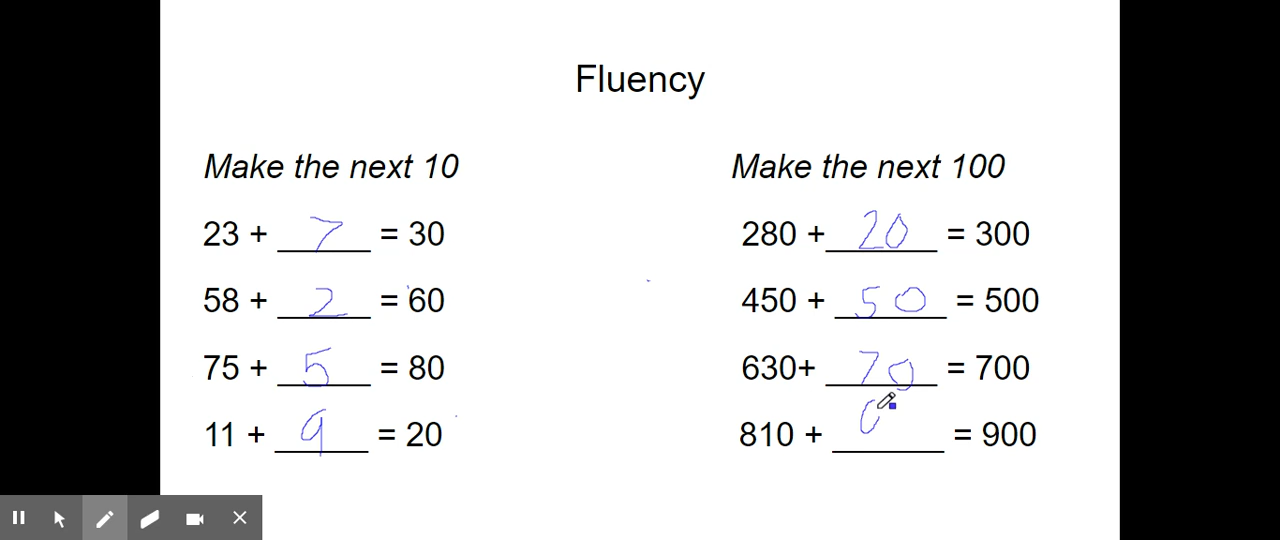 Fluency
Make the next 10
23 + 7 = 30
58 + 2 = 60
75 + 5 = 80
11 + 9 = 20
Make the next 100
280 + 20 = 300
450 + 50 = 500
630+ 70 = 700
810 + ____ = 900